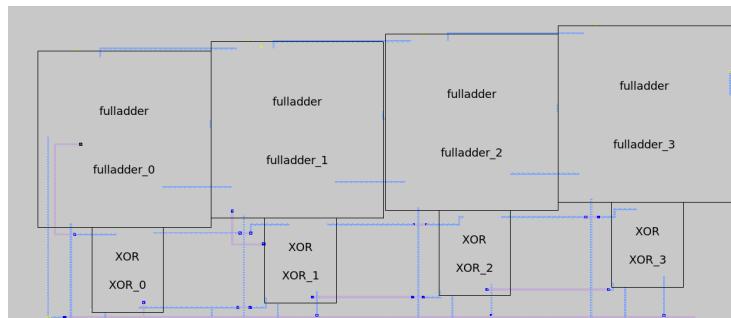 fulladder
fulladder_0
fulladder
fulladder_1
fulladder
fulladder_2
fulladder
fulladder_3
XOR
XOR_0
XOR
XOR_1
XOR
XOR_2
XOR
XOR_3